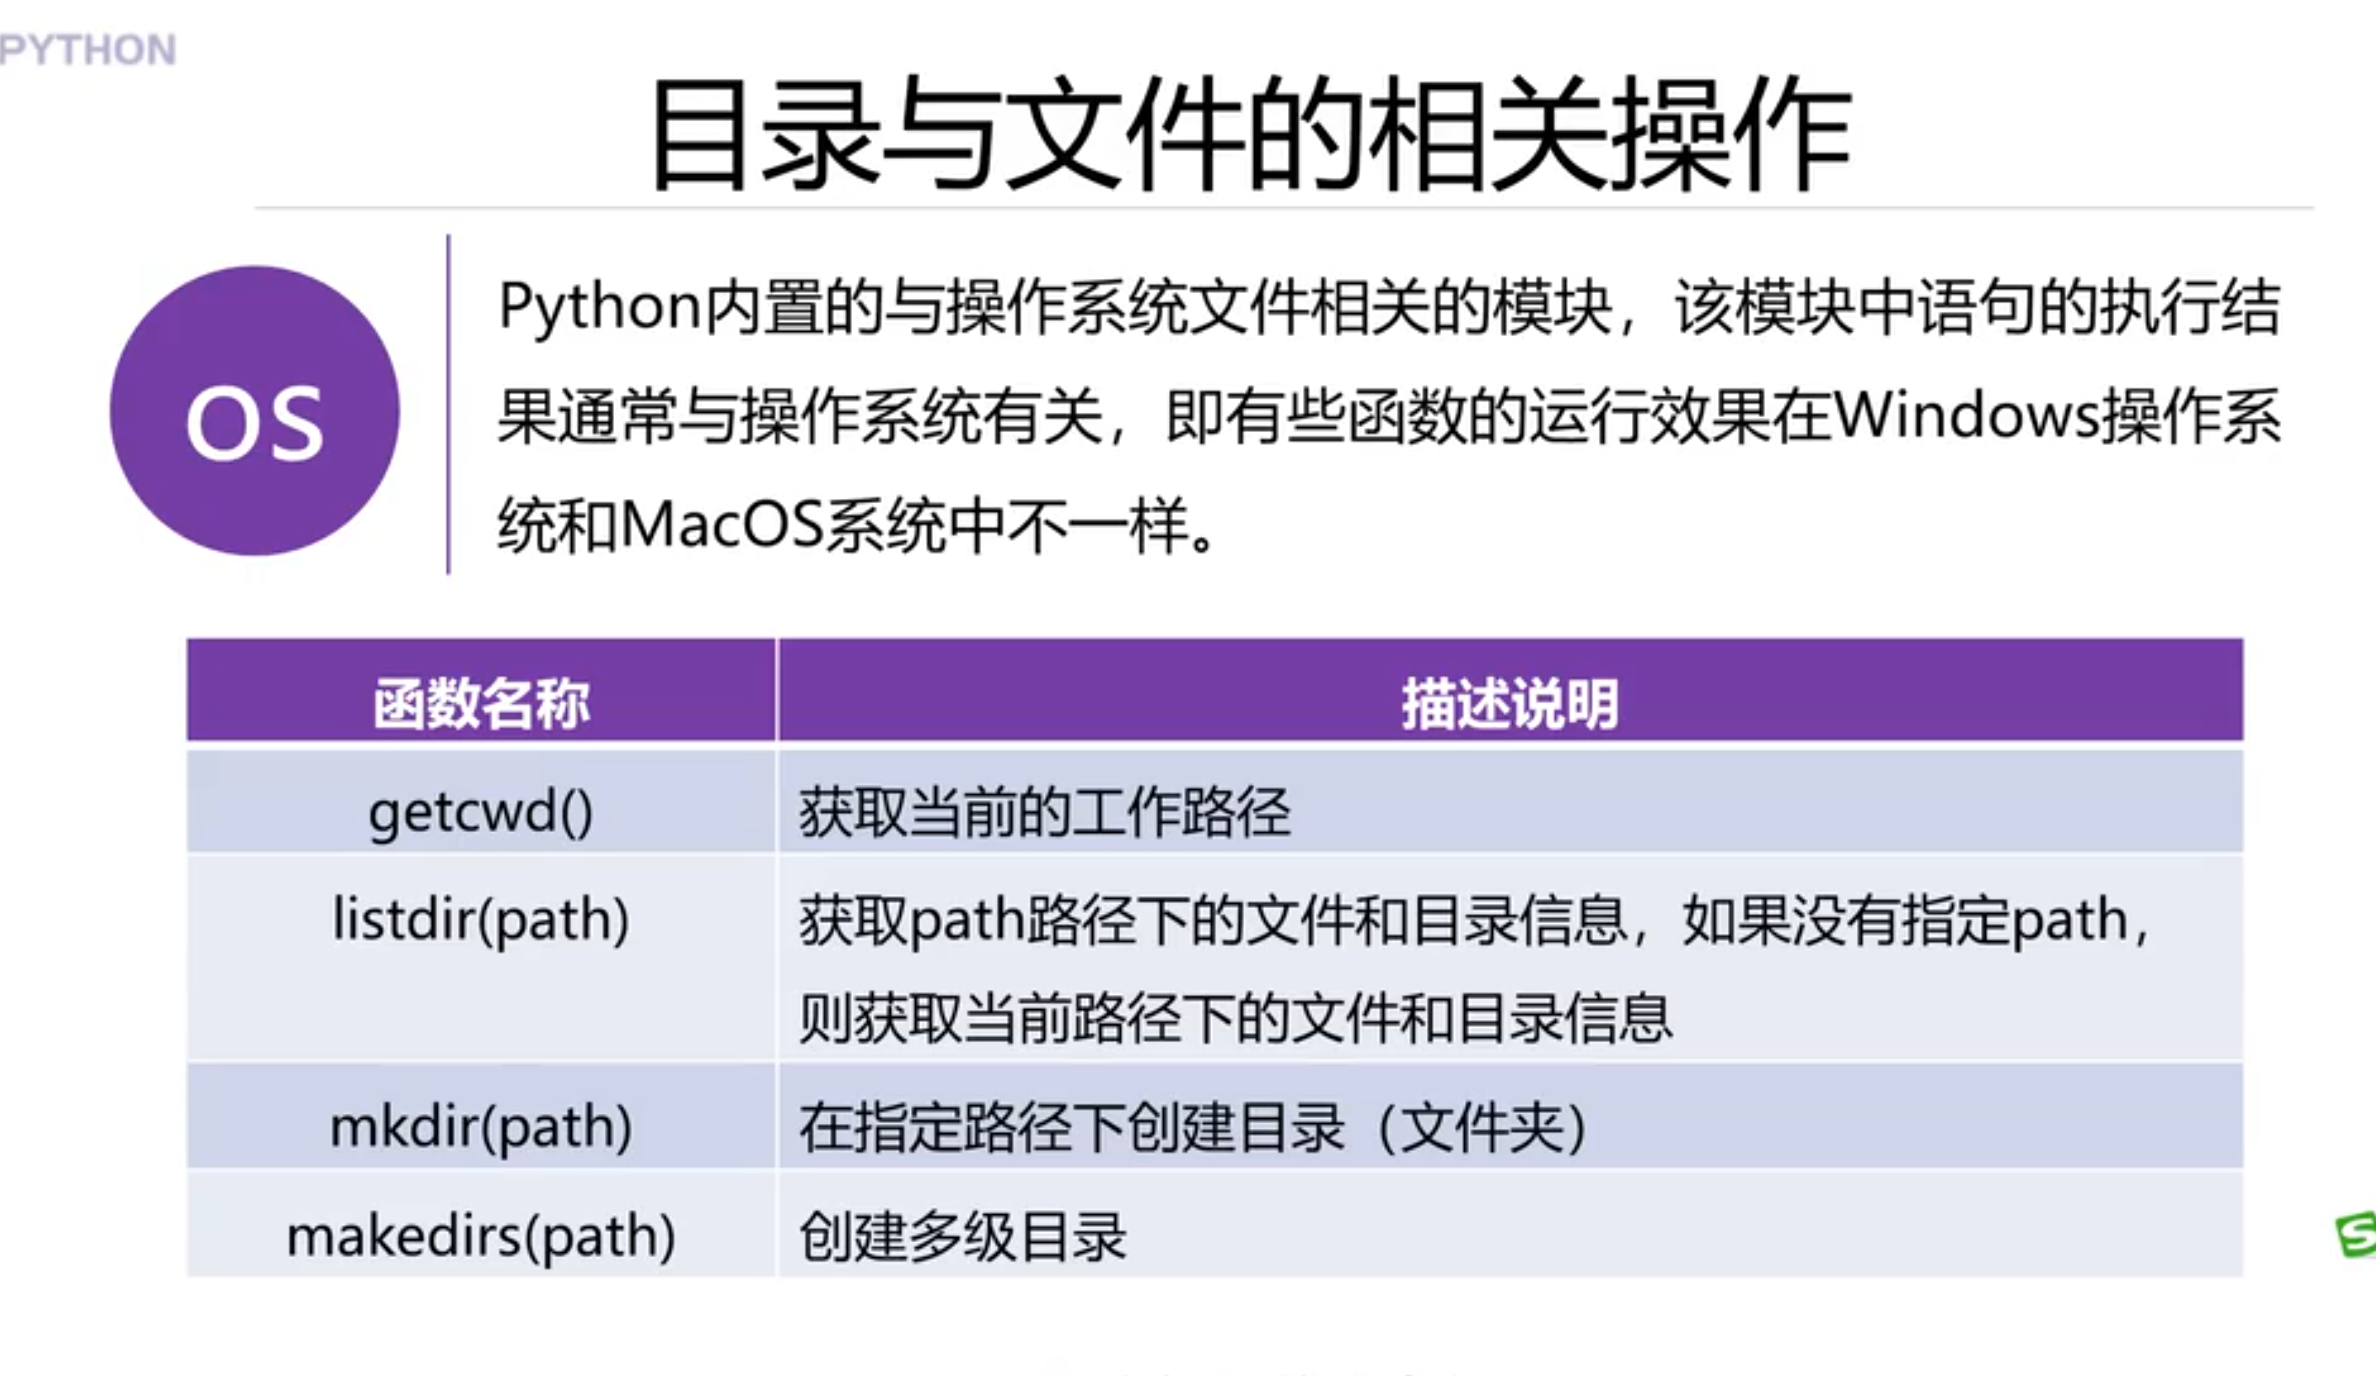 PYTHON
目录与文件的相关操作
os
Python内置的与操作系统文件相关的模块，该模块中语句的执行结
果通常与操作系统有关，即有些函数的运行效果在Windows操作系
统和MacOS系统中不一样。
函数名称 描述说明
getcwd() 获取当前的工作路径
listdir(path) 获取path路径下的文件和目录信息，如果没有指定path，
则获取当前路径下的文件和目录信息
mkdir(path) 在指定路径下创建目录（文件夹）
makedirs(path) 创建多级目录